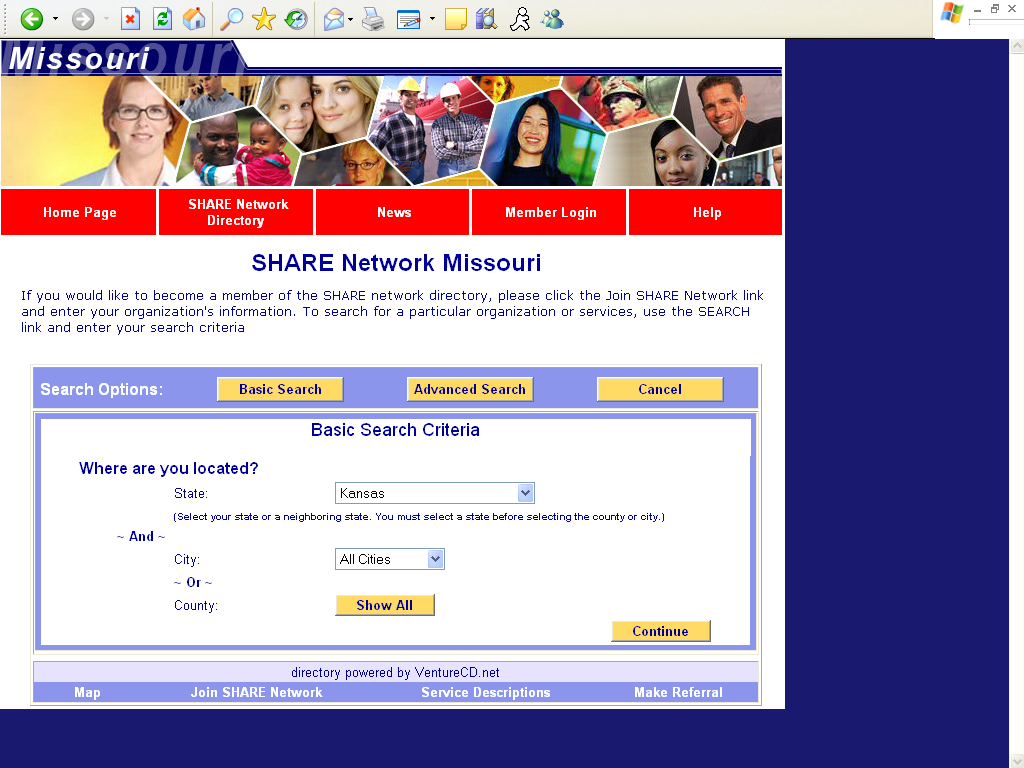 Missouri
Missouri
Home Page
SHARE Network
Directory
News
Member Login
Help
SHARE Network Missouri
If you would like to become a member of the SHARE network directory, please click the Join SHARE Network link
and enter your organization's information. To search for a particular organization or services, use the SEARCH
link and enter your search criteria
Search Options:
Basic Search
Advanced Search
Cancel
Basic Search Criteria
Where are you located?
State:
Kansas
(Select your state or a neighboring state. You must select a state before selecting the county or city.)
~ And ~
City:
All Cities
~ Or ~
County:
Show All
Continue
directory powered by VentureCD.net
Map
Join SHARE Network
Service Descriptions
Make Referral